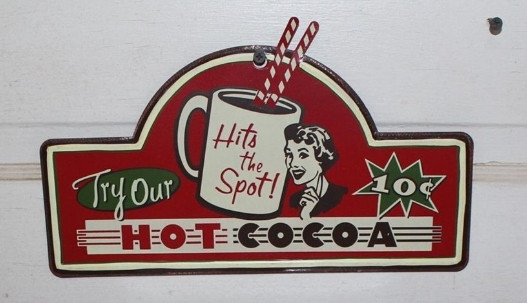 Hits
the
Spot!
Try Our
10¢
HOT COCOA